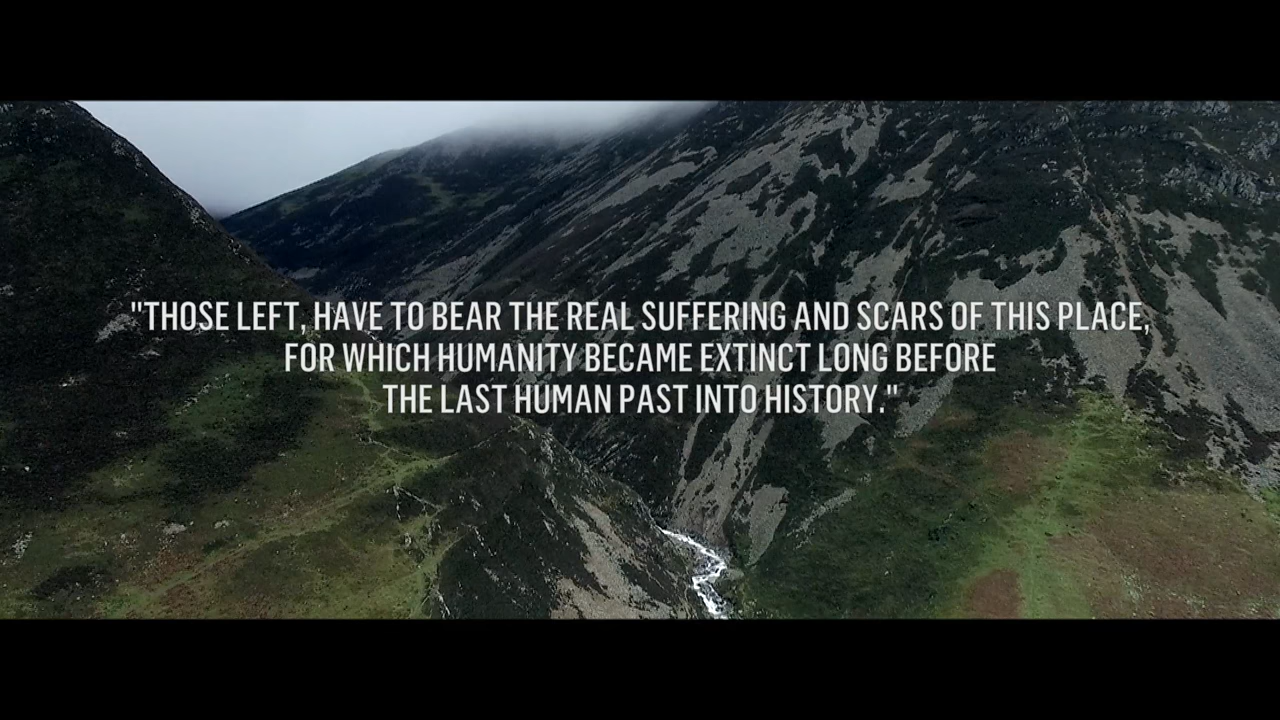 "THOSE LEFT, HAVE TO BEAR THE REAL SUFFERING AND SCARS OF THIS PLACE,
FOR WHICH HUMANITY BECAME EXTINCT LONG BEFORE
THE LAST HUMAN PAST INTO HISTORY."